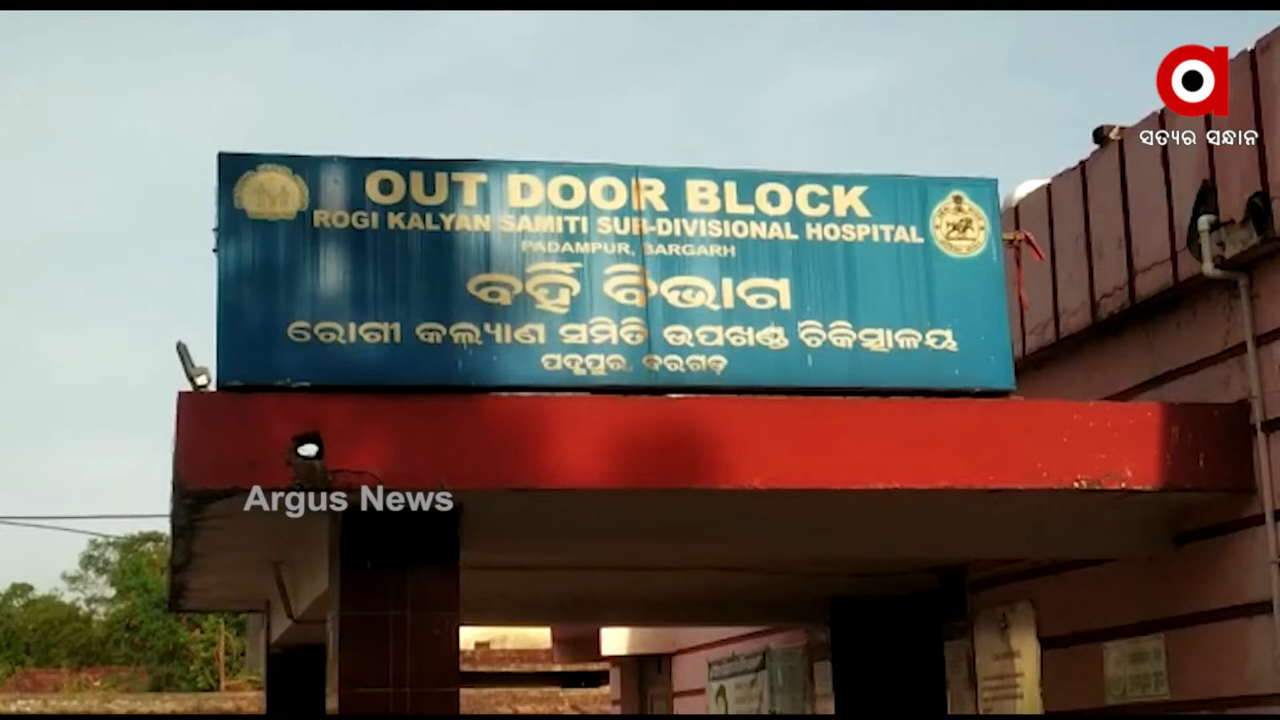 ସତ୍ୟର ସନ୍ଧାନ
OUT DOOR BLOCK
ROGI KALYAN SAMITI SUB-DIVISIONAL HOSPITAL
PADAMPUR, BARGARH
ବର୍ହି ବିଭାଗ
ରୋଗୀ କଲ୍ୟାଣ ସମିତି ଉପଖଣ୍ଡ ଚିକିତ୍ସାଳୟ
ପଦ୍ମପୁର, ବରଗଡ଼
Argus News